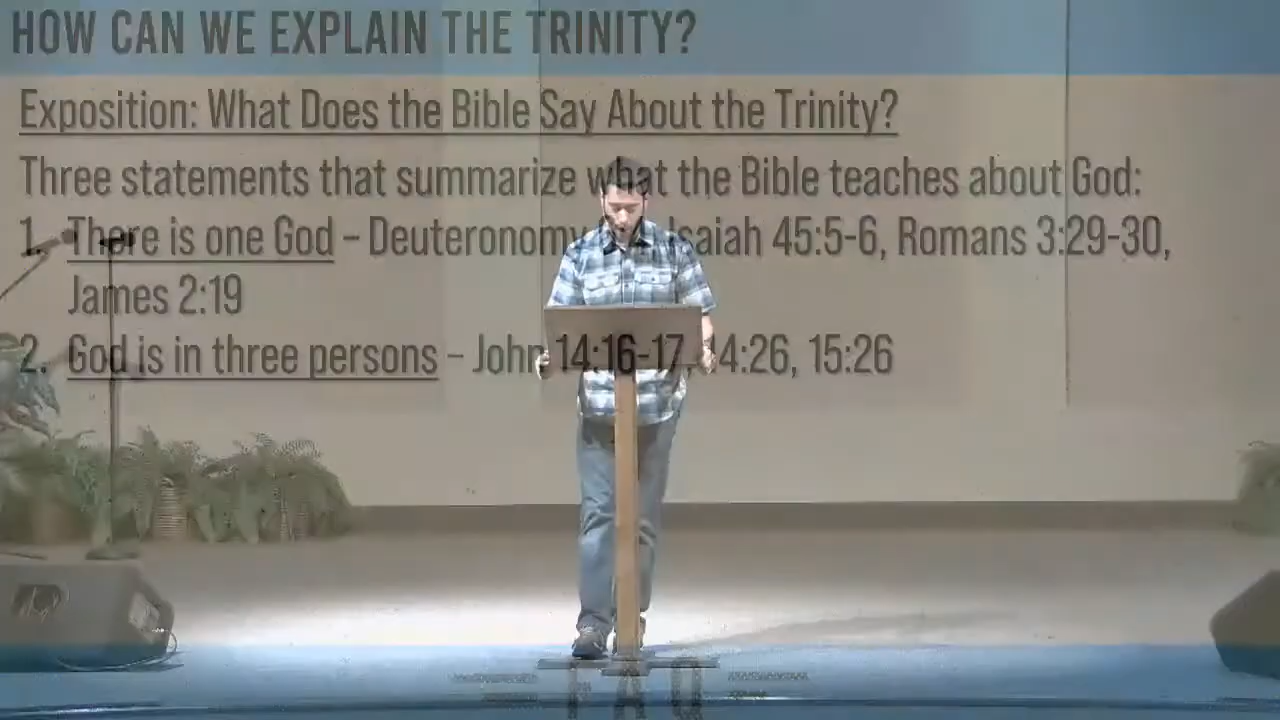 HOW CAN WE EXPLAIN THE TRINITY?
Exposition: What Does the Bible Say About the Trinity?
Three statements that summarize what the Bible teaches about God:
1. There is one God – Deuteronomy Isaiah 45:5-6, Romans 3:29-30,
James 2:19
2. God is in three persons – John 14:16-17, 14:26, 15:26